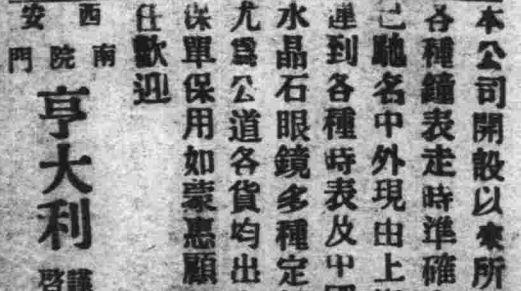 本公司開設以來所
各種鐘表走時準確
已馳名中外現由上
運到各種時表及中
水晶石眼鏡多種定
尤爲公道各貨均出
保單保用如蒙惠顧
任歡迎
西安
南院門
亨大利
謹啓